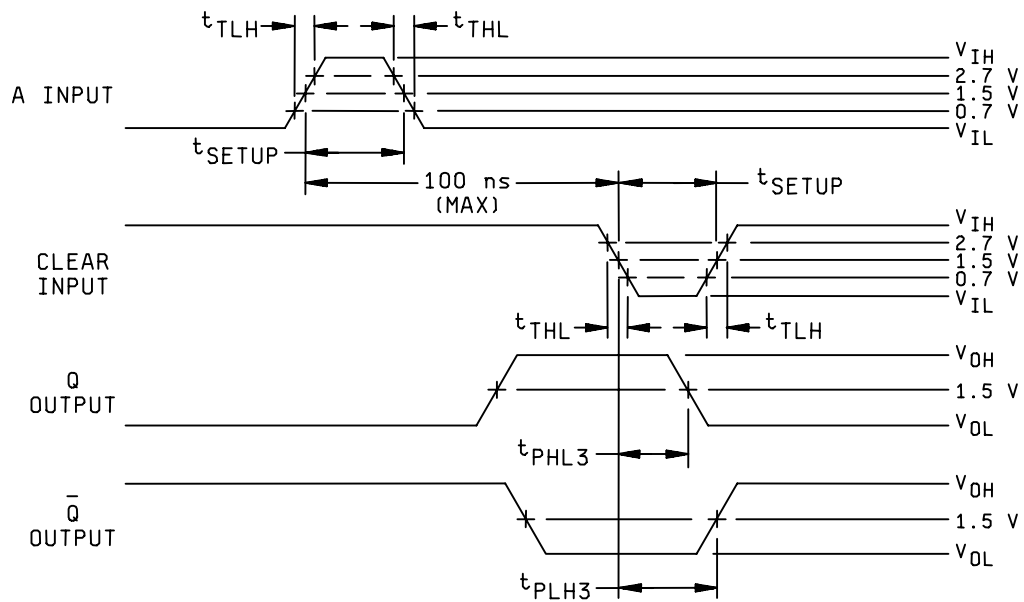 tTLH tTHL
VIH
2.7 V
A INPUT
1.5 V
0.7 V
VIL
tSETUP
100 ns
(MAX)
tSETUP
VIH
2.7 V
CLEAR
INPUT
1.5 V
0.7 V
VIL
tTHL tTLH
VOH
Q
OUTPUT
1.5 V
VOL
tPHL3
VOH
Q̅
OUTPUT
1.5 V
VOL
tPLH3